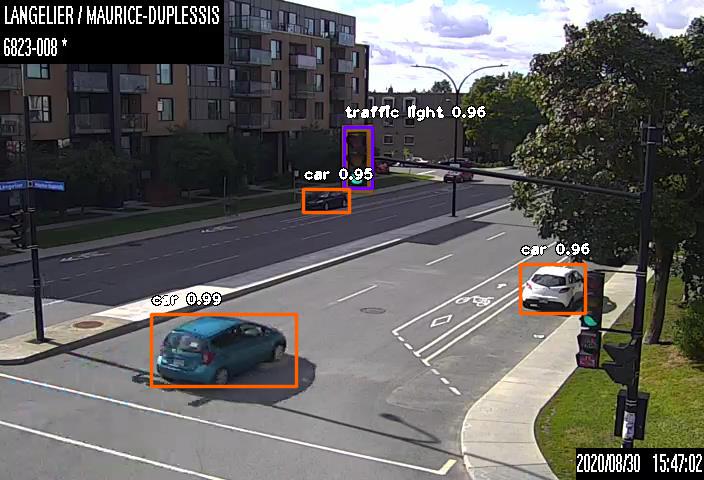 LANGELIER / MAURICE-DUPLESSIS
6823-008 *
traffic light 0.96
car 0.95
car 0.96
car 0.99
Langelier
2020/08/30 15:47:02